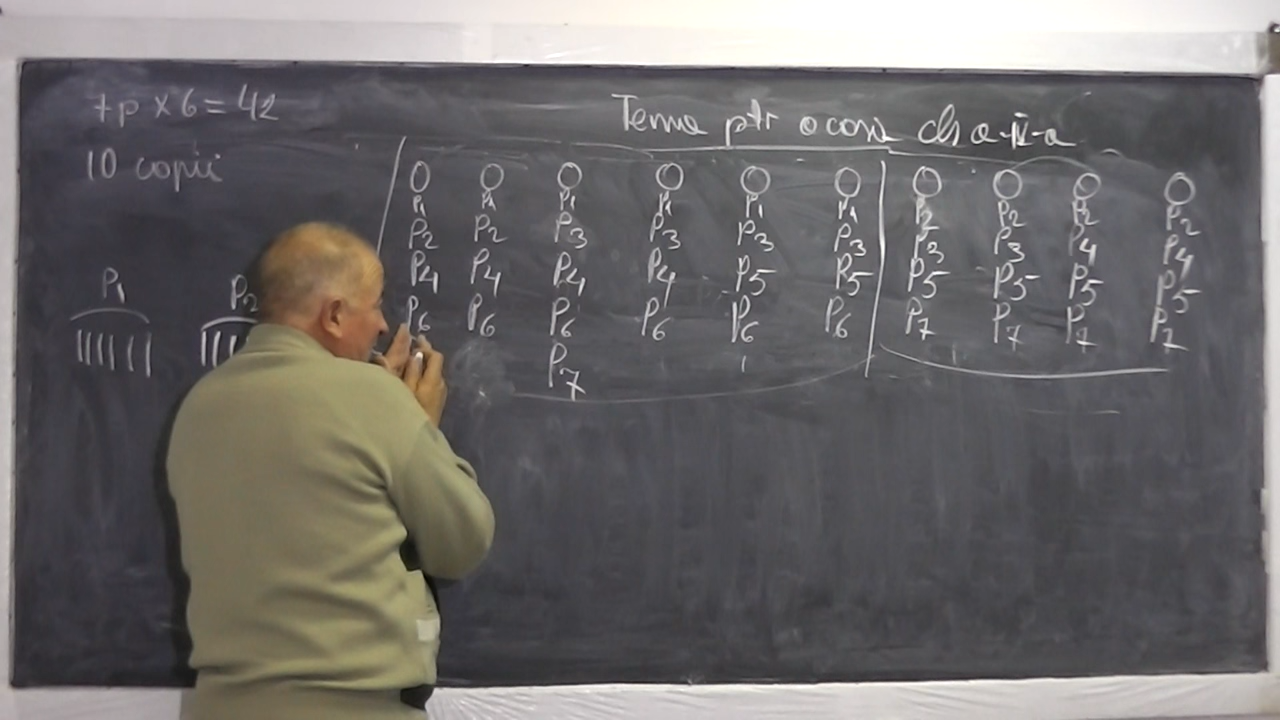 7p x 6 = 42
Tema ptr acasă cls a-II-a
10 copii
O O O O O O O O O O
P1 P1 P1 P1 P1 P1 P2 P2 P2 P2
P2 P2 P3 P3 P3 P3 P3 P3 P4 P4
P4 P4 P4 P4 P5 P5 P5 P5 P5 P5
P6 P6 P6 P6 P6 P6 P7 P7 P7 P7
P7
P1 P2